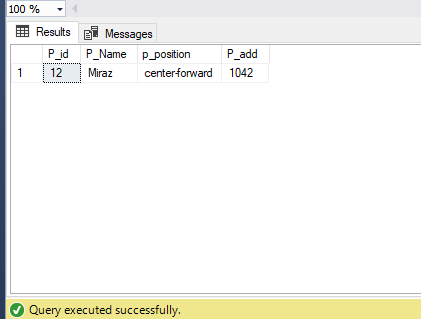 100 %
Results Messages
P_id P_Name p_position P_add
1 12 Miraz center-forward 1042
Query executed successfully.